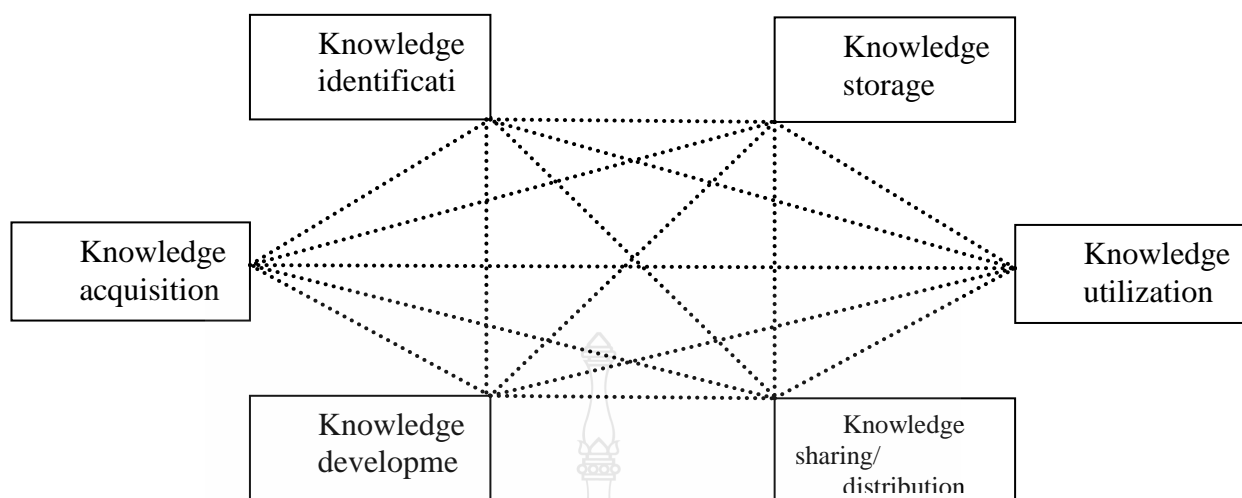 Knowledge
identificati
Knowledge
storage
Knowledge
acquisition
Knowledge
utilization
Knowledge
developme
Knowledge
sharing/
distribution